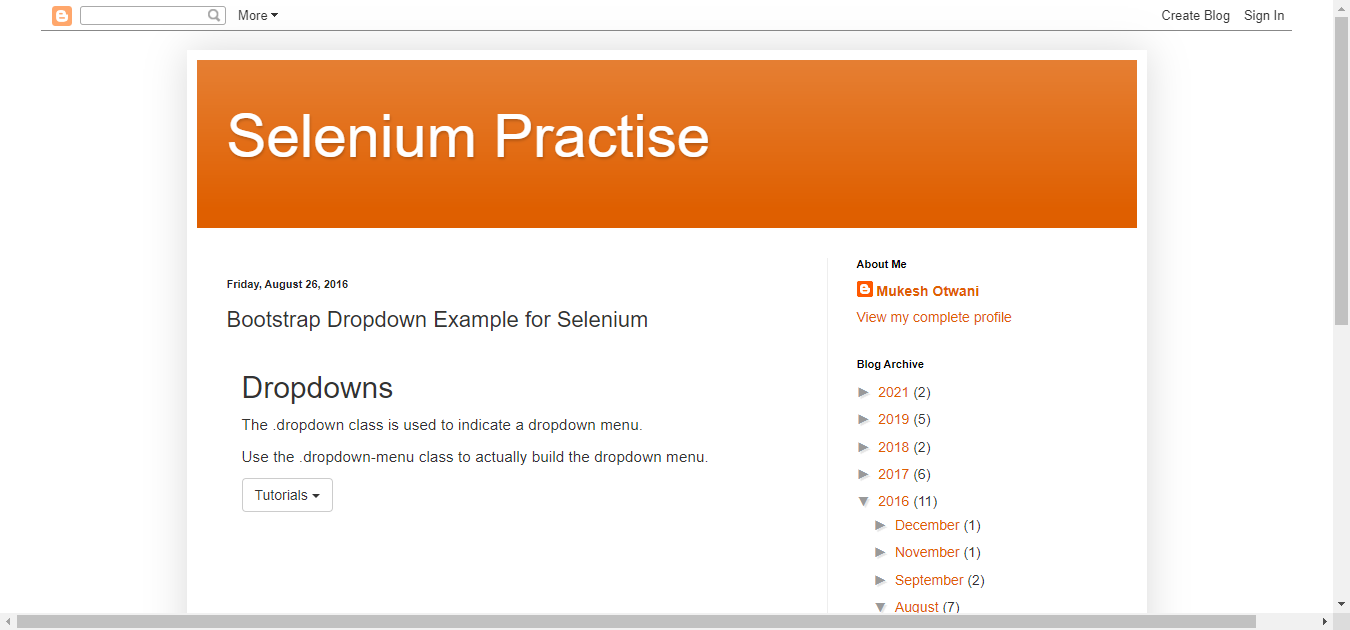 More
Create Blog Sign In
Selenium Practise
Friday, August 26, 2016
Bootstrap Dropdown Example for Selenium
Dropdowns
The .dropdown class is used to indicate a dropdown menu.
Use the .dropdown-menu class to actually build the dropdown menu.
Tutorials
About Me
Mukesh Otwani
View my complete profile
Blog Archive
► 2021 (2)
► 2019 (5)
► 2018 (2)
► 2017 (6)
▼ 2016 (11)
► December (1)
► November (1)
► September (2)
▼ August (7)